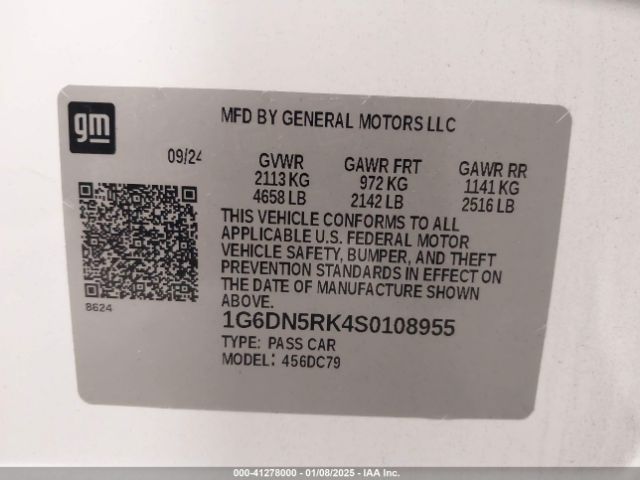 gm
MFD BY GENERAL MOTORS LLC
09/24
GVWR GAWR FRT GAWR RR
2113 KG 972 KG 1141 KG
4658 LB 2142 LB 2516 LB
THIS VEHICLE CONFORMS TO ALL
APPLICABLE U.S. FEDERAL MOTOR
VEHICLE SAFETY, BUMPER, AND THEFT
PREVENTION STANDARDS IN EFFECT ON
THE DATE OF MANUFACTURE SHOWN
ABOVE.
8624
1G6DN5RK4S0108955
TYPE: PASS CAR
MODEL: 456DC79
000-41278000 - 01/08/2025 - IAA Inc.